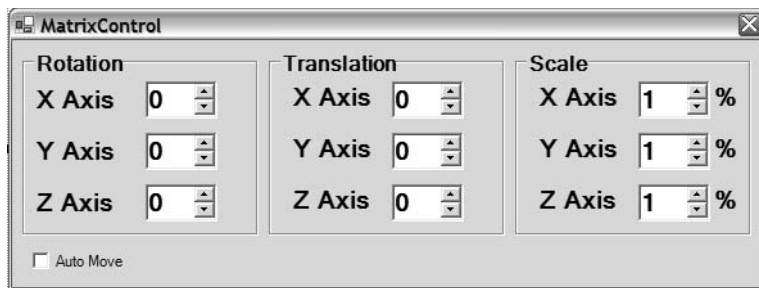 MatrixControl
Rotation Translation Scale
X Axis 0 X Axis 0 X Axis 1 %
Y Axis 0 Y Axis 0 Y Axis 1 %
Z Axis 0 Z Axis 0 Z Axis 1 %
Auto Move